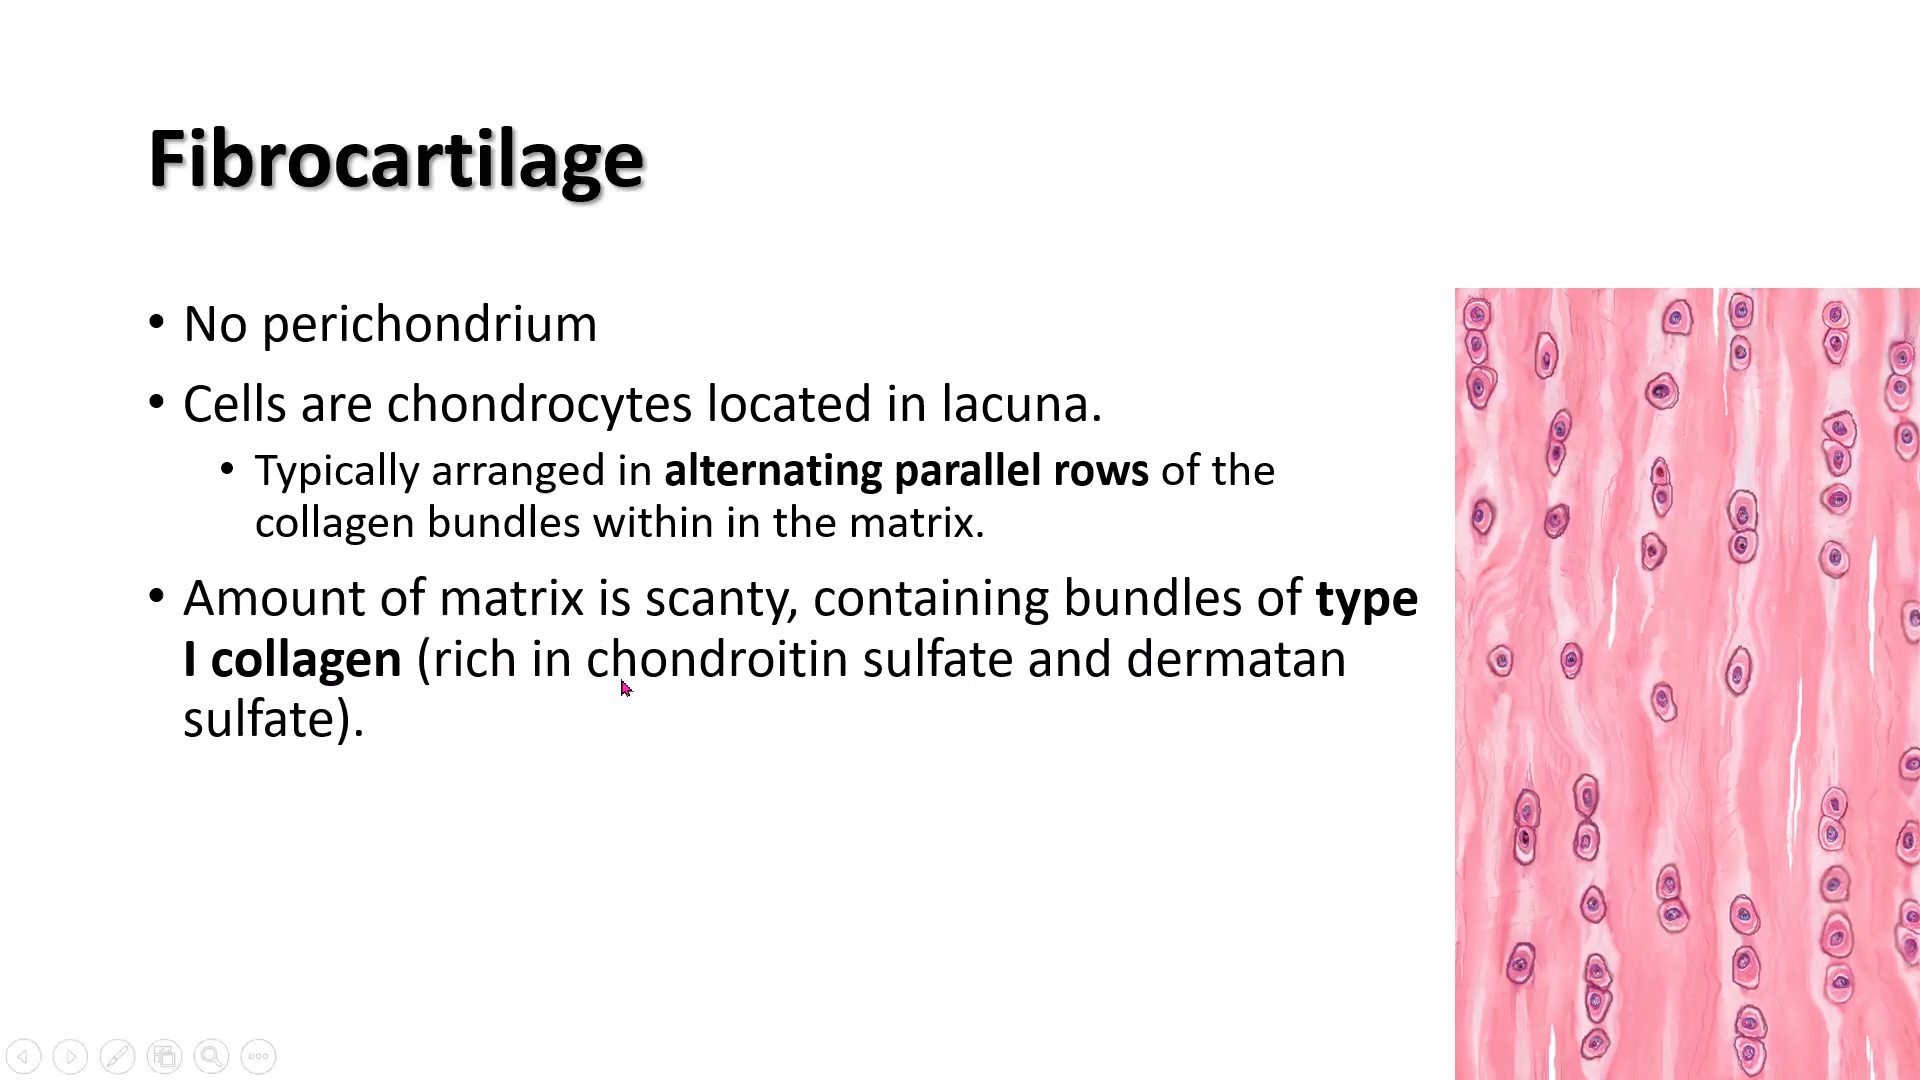 Fibrocartilage
• No perichondrium
• Cells are chondrocytes located in lacuna.
• Typically arranged in alternating parallel rows of the
collagen bundles within in the matrix.
• Amount of matrix is scanty, containing bundles of type
I collagen (rich in chondroitin sulfate and dermatan
sulfate).